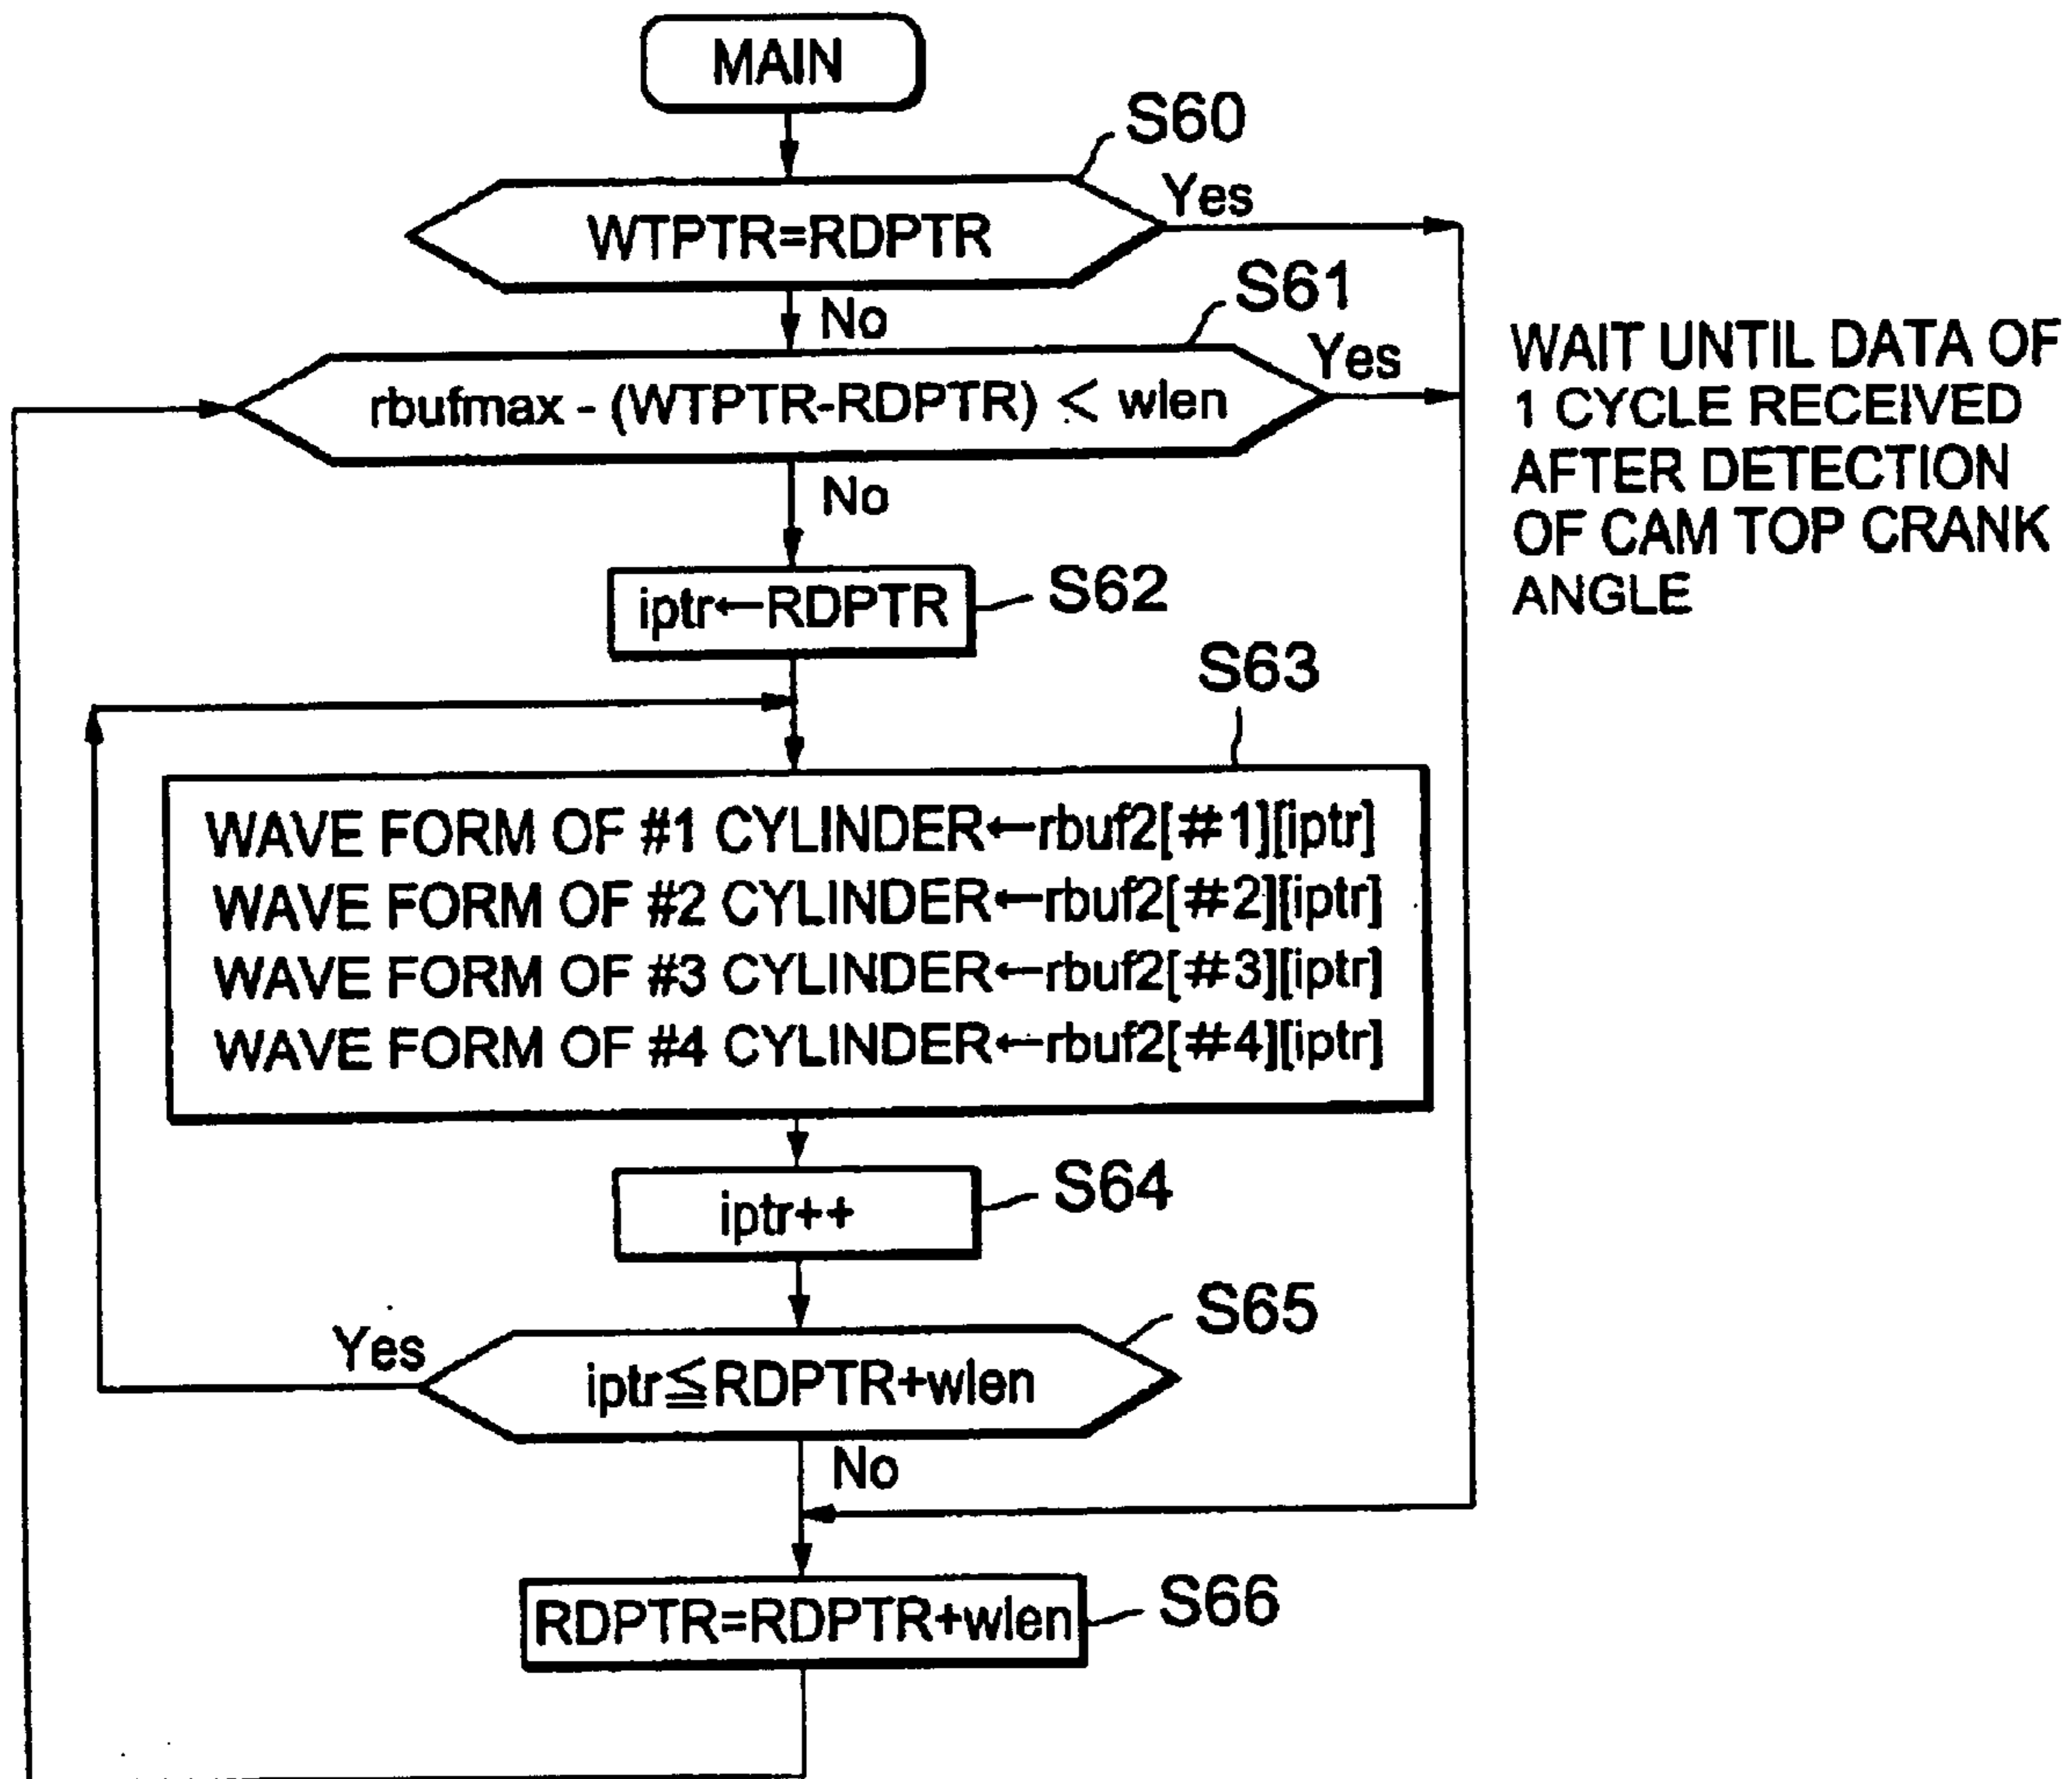 MAIN
S60
WTPTR=RDPTR
Yes
No
S61
rbufmax - (WTPTR-RDPTR) < wlen
Yes
WAIT UNTIL DATA OF
1 CYCLE RECEIVED
AFTER DETECTION
OF CAM TOP CRANK
ANGLE
No
iptr←RDPTR
S62
S63
WAVE FORM OF #1 CYLINDER←rbuf2[#1][iptr]
WAVE FORM OF #2 CYLINDER←rbuf2[#2][iptr]
WAVE FORM OF #3 CYLINDER←rbuf2[#3][iptr]
WAVE FORM OF #4 CYLINDER←rbuf2[#4][iptr]
iptr++
S64
S65
Yes
iptr≦RDPTR+wlen
No
RDPTR=RDPTR+wlen
S66